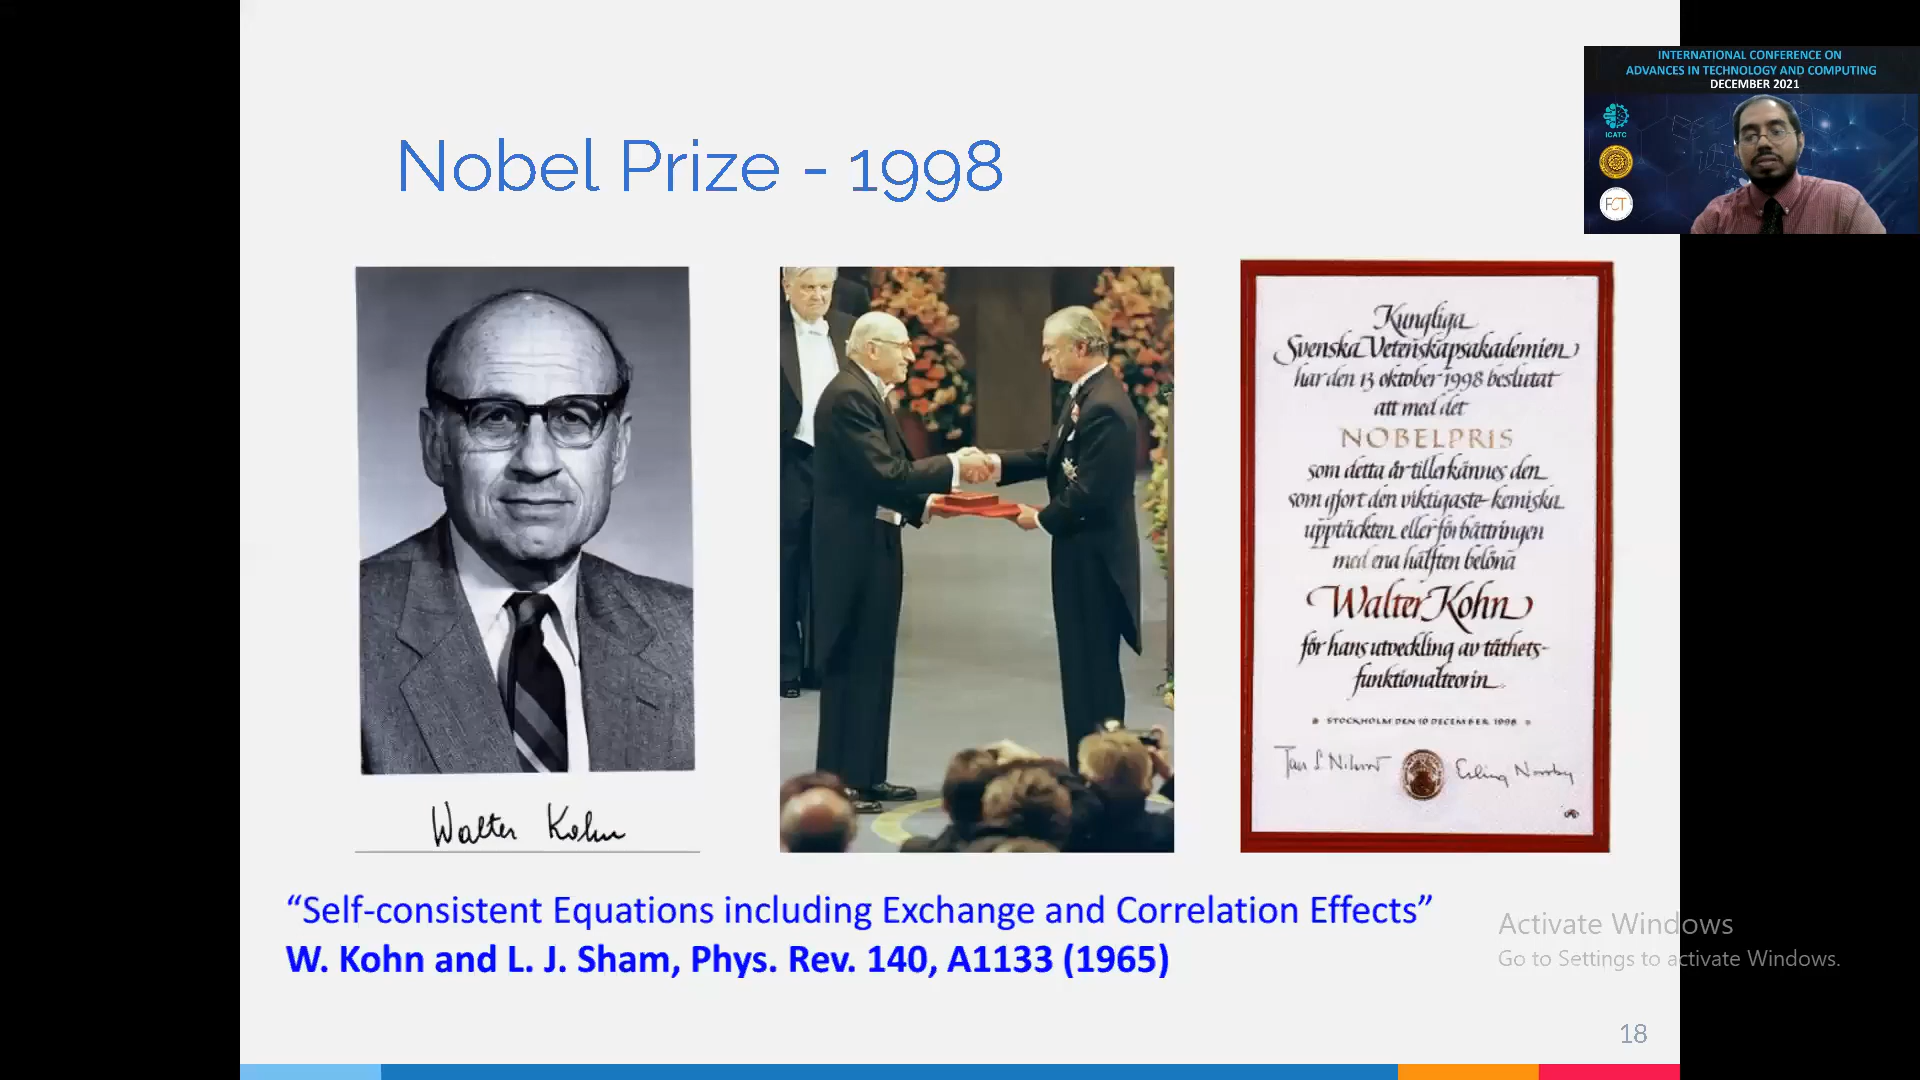 INTERNATIONAL CONFERENCE ON
ADVANCES IN TECHNOLOGY AND COMPUTING
DECEMBER 2021
ICATC
FCT
Nobel Prize - 1998
Kungliga
Svenska Vetenskapsakademien
har den 13 oktober 1998 beslutat
att med det
NOBELPRIS
som detta år tillerkännes den
som gjort den viktigaste kemiska
upptäckten eller förbättringen
med ena hälften belöna
Walter Kohn
för hans utveckling av täthets-
funktionalteorin
STOCKHOLM DEN 10 DECEMBER 1998
Erling Norrby
Walter Kohn
“Self-consistent Equations including Exchange and Correlation Effects”
W. Kohn and L. J. Sham, Phys. Rev. 140, A1133 (1965)
Activate Windows
Go to Settings to activate Windows.
18